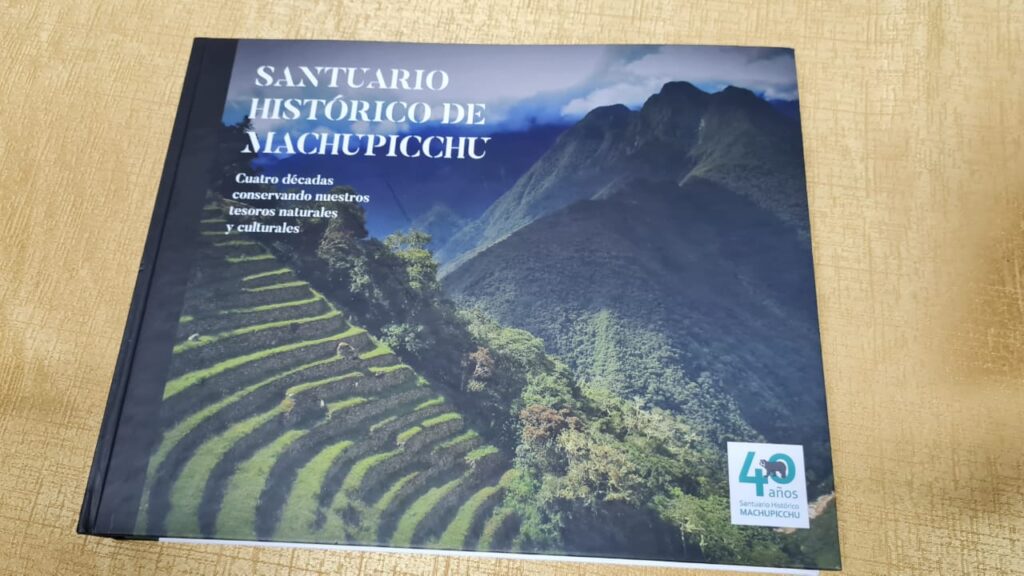 SANTUARIO
HISTÓRICO DE
MACHUPICCHU
Cuatro décadas
conservando nuestros
tesoros naturales
y culturales
40
años
Santuario Histórico
MACHUPICCHU